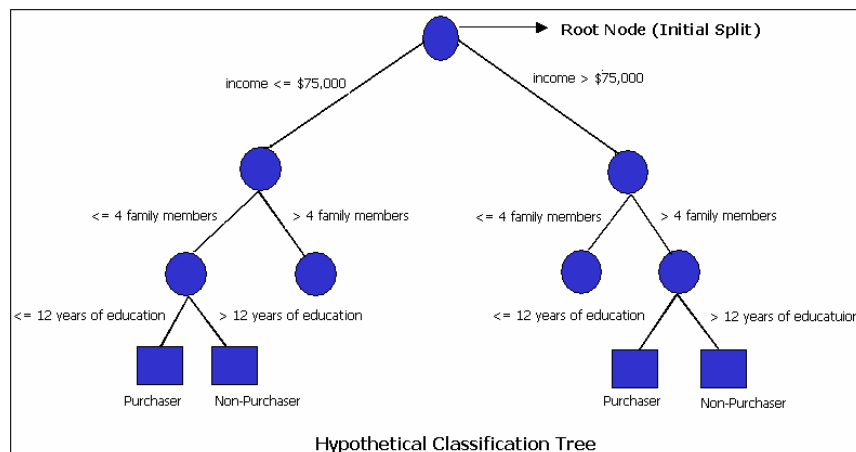 Root Node (Initial Split)
income <= $75,000
income > $75,000
<= 4 family members
> 4 family members
<= 4 family members
> 4 family members
<= 12 years of education
> 12 years of education
<= 12 years of education
> 12 years of educatuion
Purchaser
Non-Purchaser
Purchaser
Non-Purchaser
Hypothetical Classification Tree